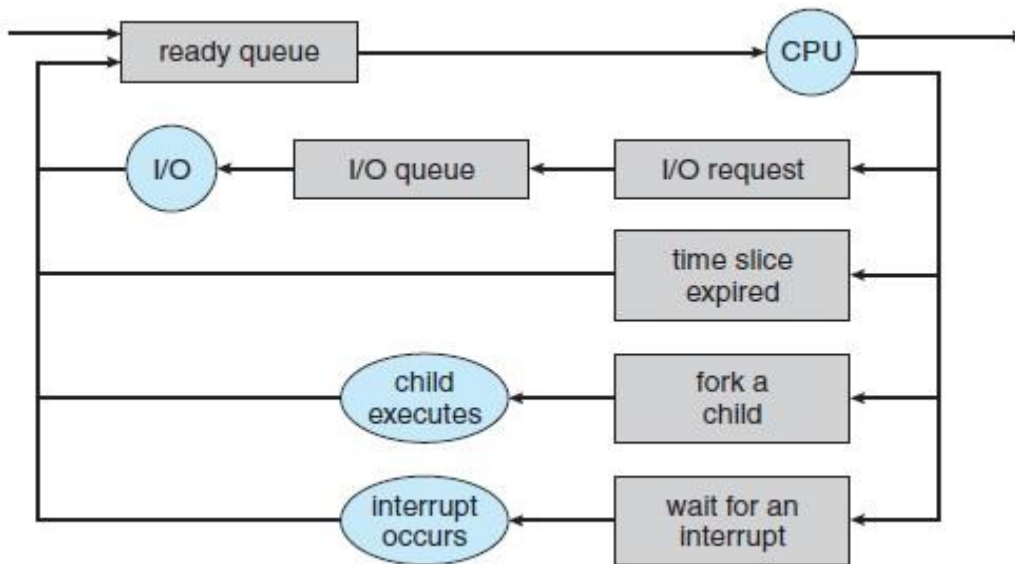 ready queue
CPU
I/O
I/O queue
I/O request
time slice
expired
child
executes
fork a
child
interrupt
occurs
wait for an
interrupt